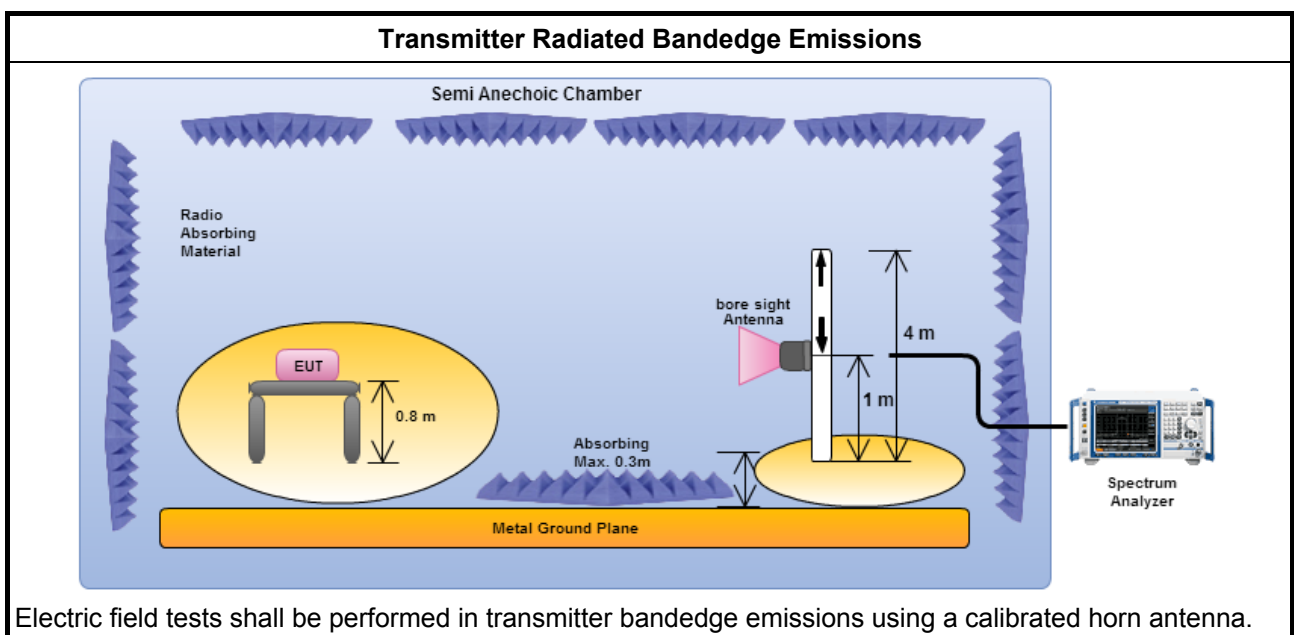 Transmitter Radiated Bandedge Emissions
Semi Anechoic Chamber
Radio
Absorbing
Material
bore sight
Antenna
4 m
EUT
1 m
0.8 m
Absorbing
Max. 0.3m
Spectrum
Analyzer
Metal Ground Plane
Electric field tests shall be performed in transmitter bandedge emissions using a calibrated horn antenna.